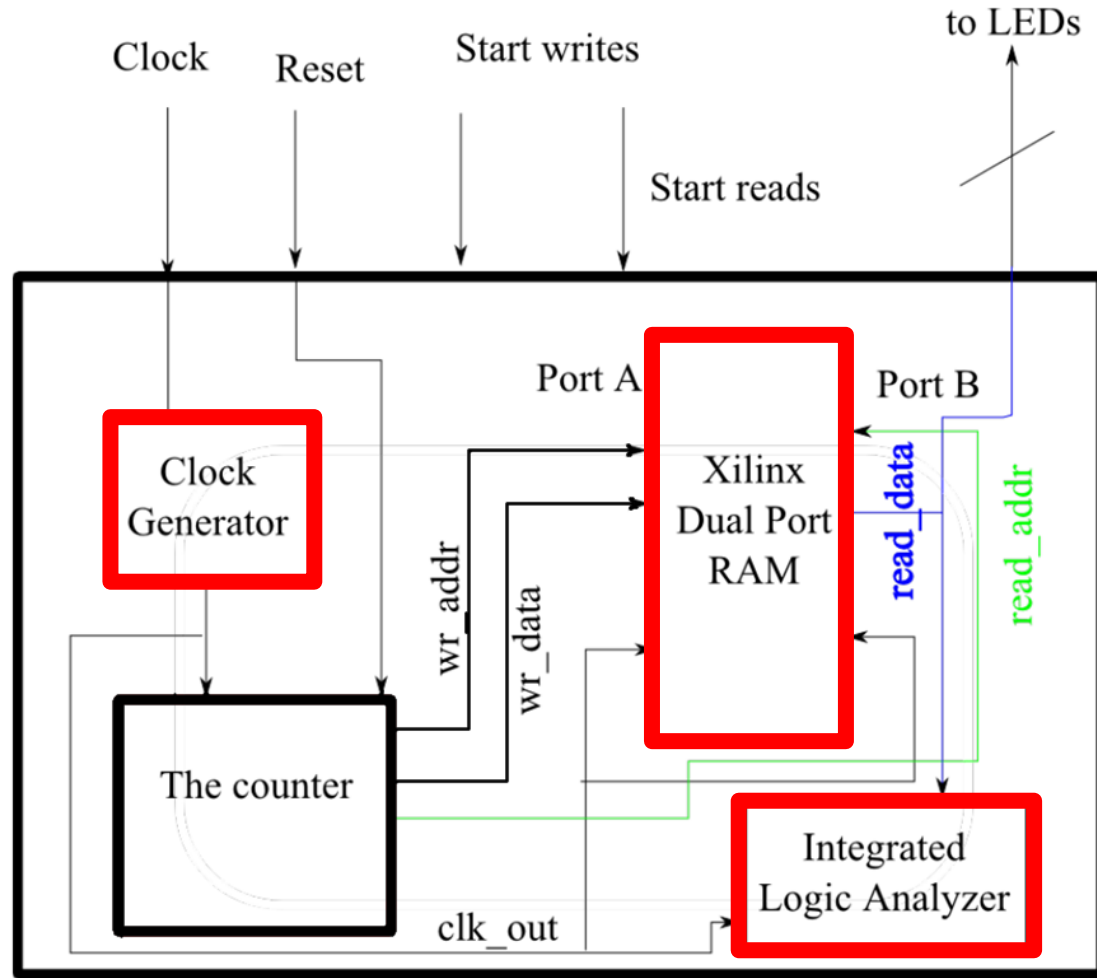 to LEDs
Clock
Reset
Start writes
Start reads
Port A
Port B
Clock
Generator
Xilinx
Dual Port
RAM
read_data
read_addr
wr_addr
wr_data
The counter
Integrated
Logic Analyzer
clk_out